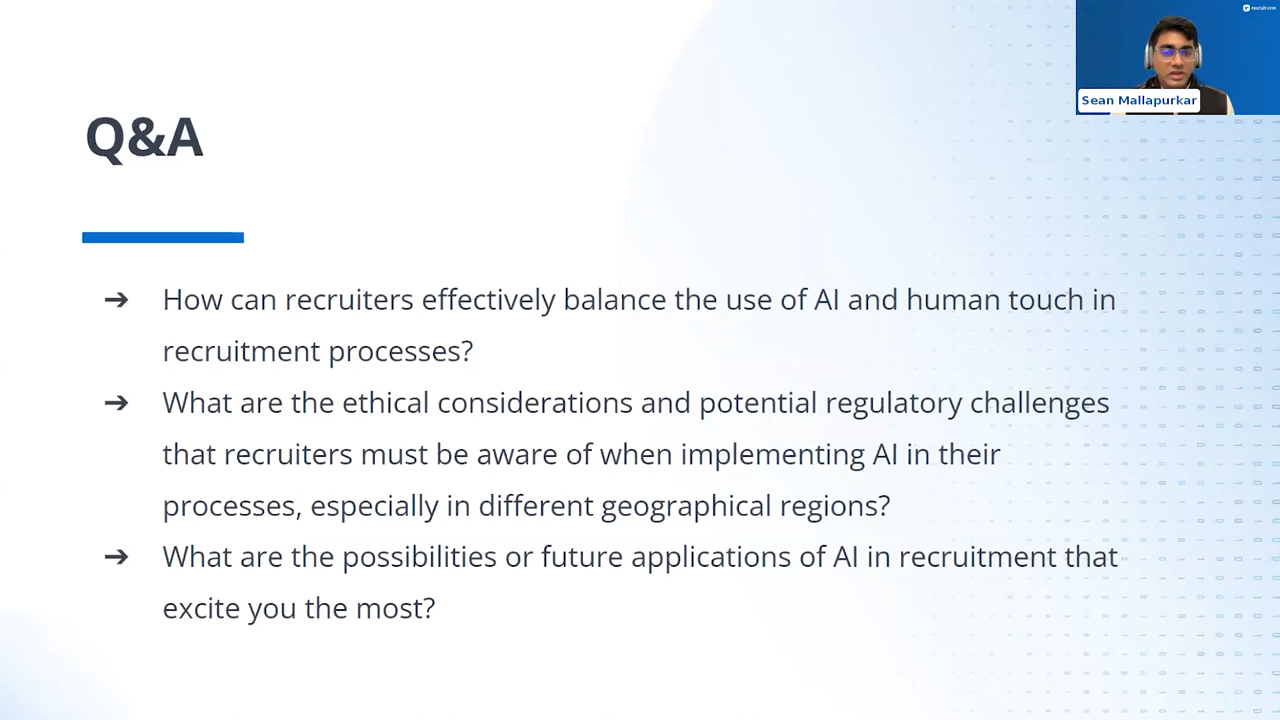 recruit crm
Sean Mallapurkar
Q&A
➔ How can recruiters effectively balance the use of AI and human touch in
recruitment processes?
➔ What are the ethical considerations and potential regulatory challenges
that recruiters must be aware of when implementing AI in their
processes, especially in different geographical regions?
➔ What are the possibilities or future applications of AI in recruitment that
excite you the most?